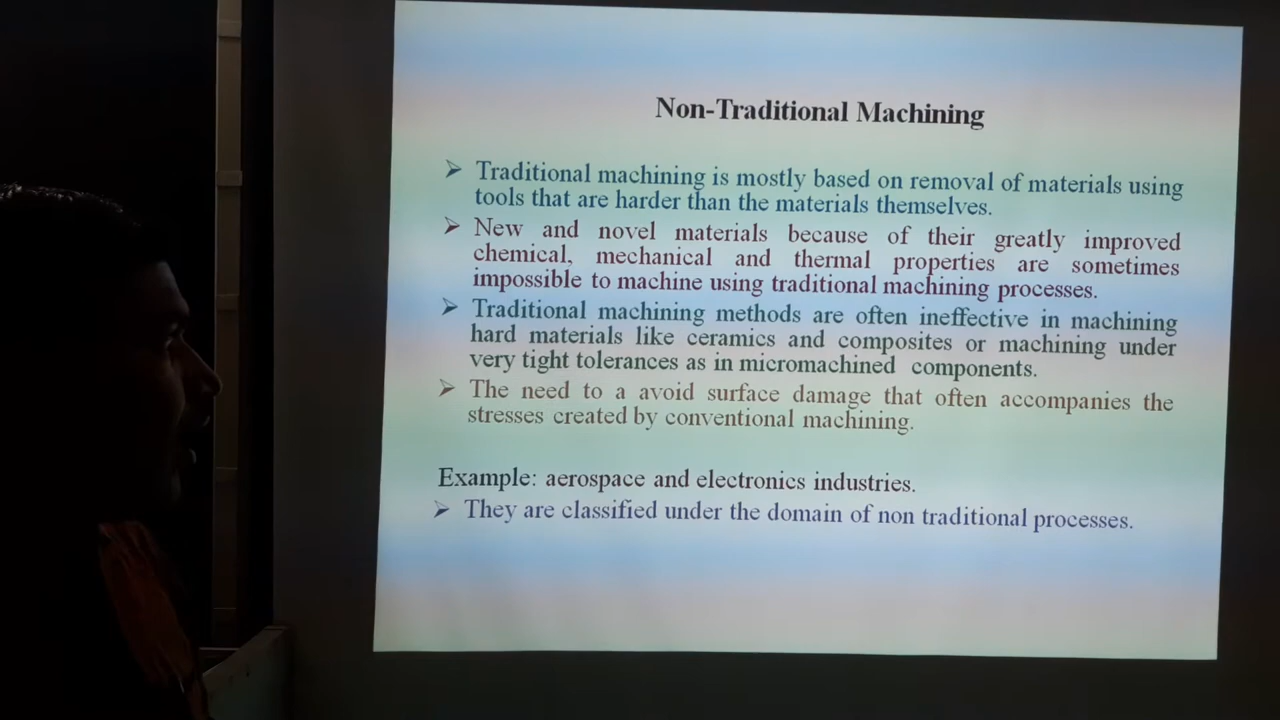 Non-Traditional Machining
➢ Traditional machining is mostly based on removal of materials using
tools that are harder than the materials themselves.
➢ New and novel materials because of their greatly improved
chemical, mechanical and thermal properties are sometimes
impossible to machine using traditional machining processes.
➢ Traditional machining methods are often ineffective in machining
hard materials like ceramics and composites or machining under
very tight tolerances as in micromachined components.
➢ The need to a avoid surface damage that often accompanies the
stresses created by conventional machining.
Example: aerospace and electronics industries.
➢ They are classified under the domain of non traditional processes.